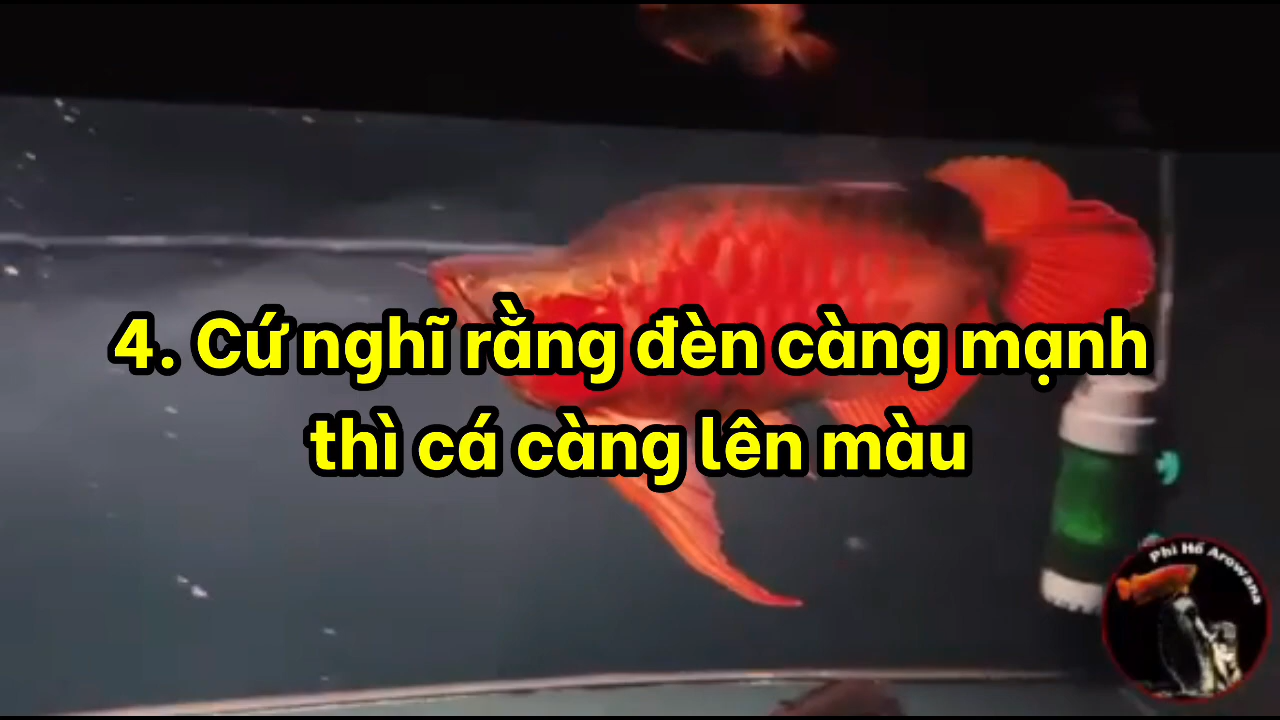 4. Cứ nghĩ rằng đèn càng mạnh
thì cá càng lên màu
Phi Hổ Arowana